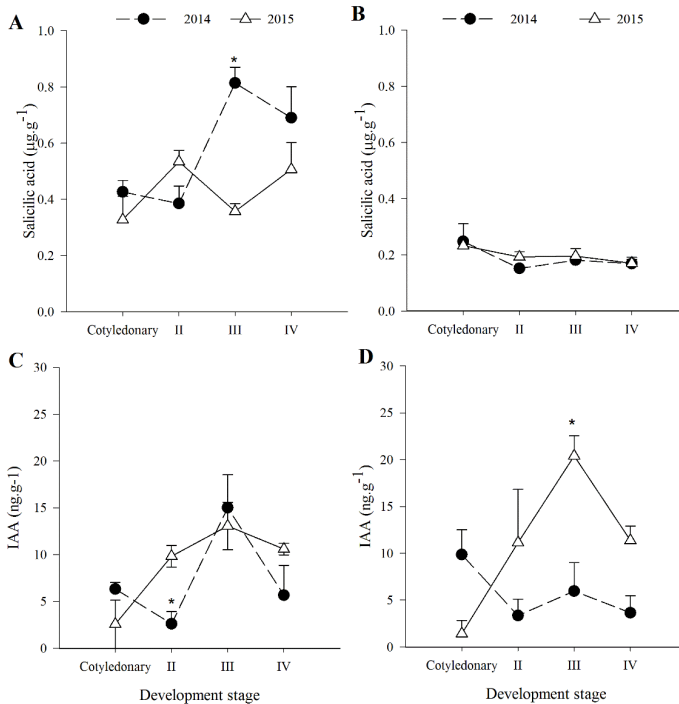 A
2014 2015
B
2014 2015
1.0
0.8
0.6
0.4
0.2
0.0
Salicilic acid (µg.g-1)
*
Cotyledonary II III IV
1.0
0.8
0.6
0.4
0.2
0.0
Salicilic acid (µg.g-1)
Cotyledonary II III IV
C
30
25
20
15
10
5
0
IAA (ng.g-1)
*
Cotyledonary II III IV
Development stage
D
30
25
20
15
10
5
0
IAA (ng.g-1)
*
Cotyledonary II III IV
Development stage